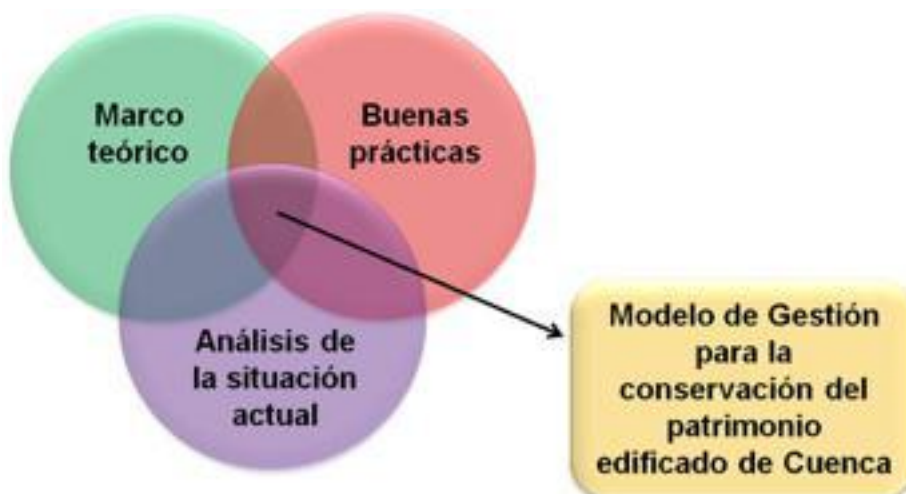 Marco
teórico
Buenas
prácticas
Análisis de
la situación
actual
Modelo de Gestión
para la
conservación del
patrimonio
edificado de Cuenca